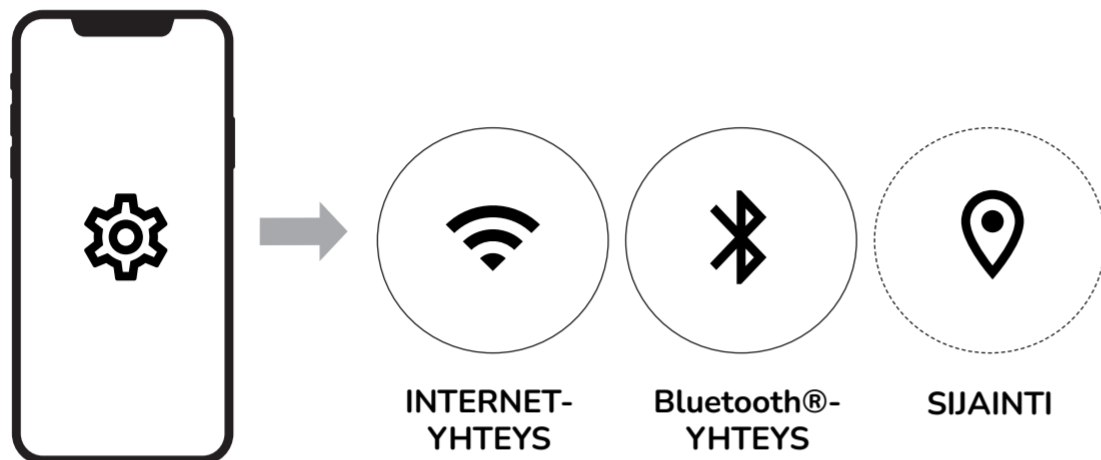 INTERNET-
YHTEYS
Bluetooth®-
YHTEYS
SIJAINTI